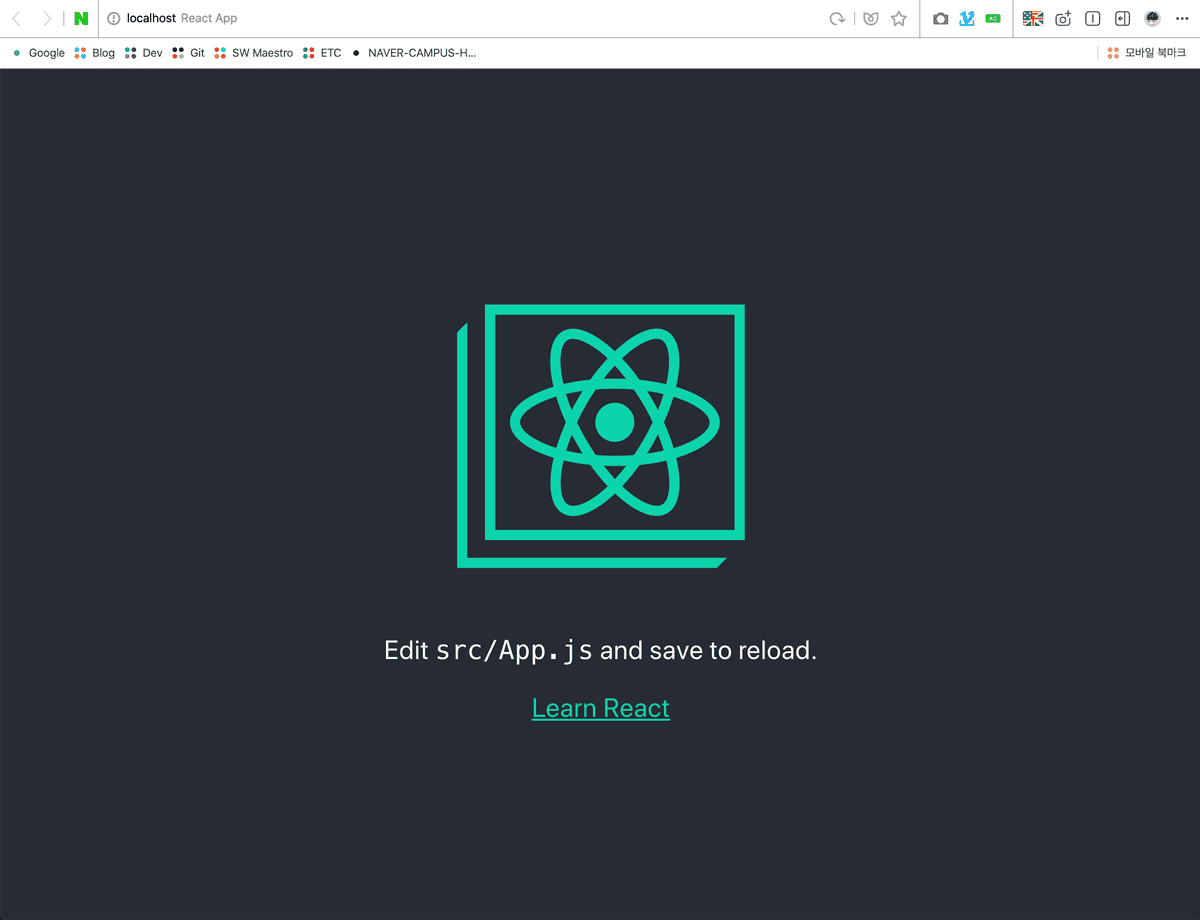 N localhost React App AC
Google Blog Dev Git SW Maestro ETC NAVER-CAMPUS-H... 모바일 북마크
Edit src/App.js and save to reload.
Learn React